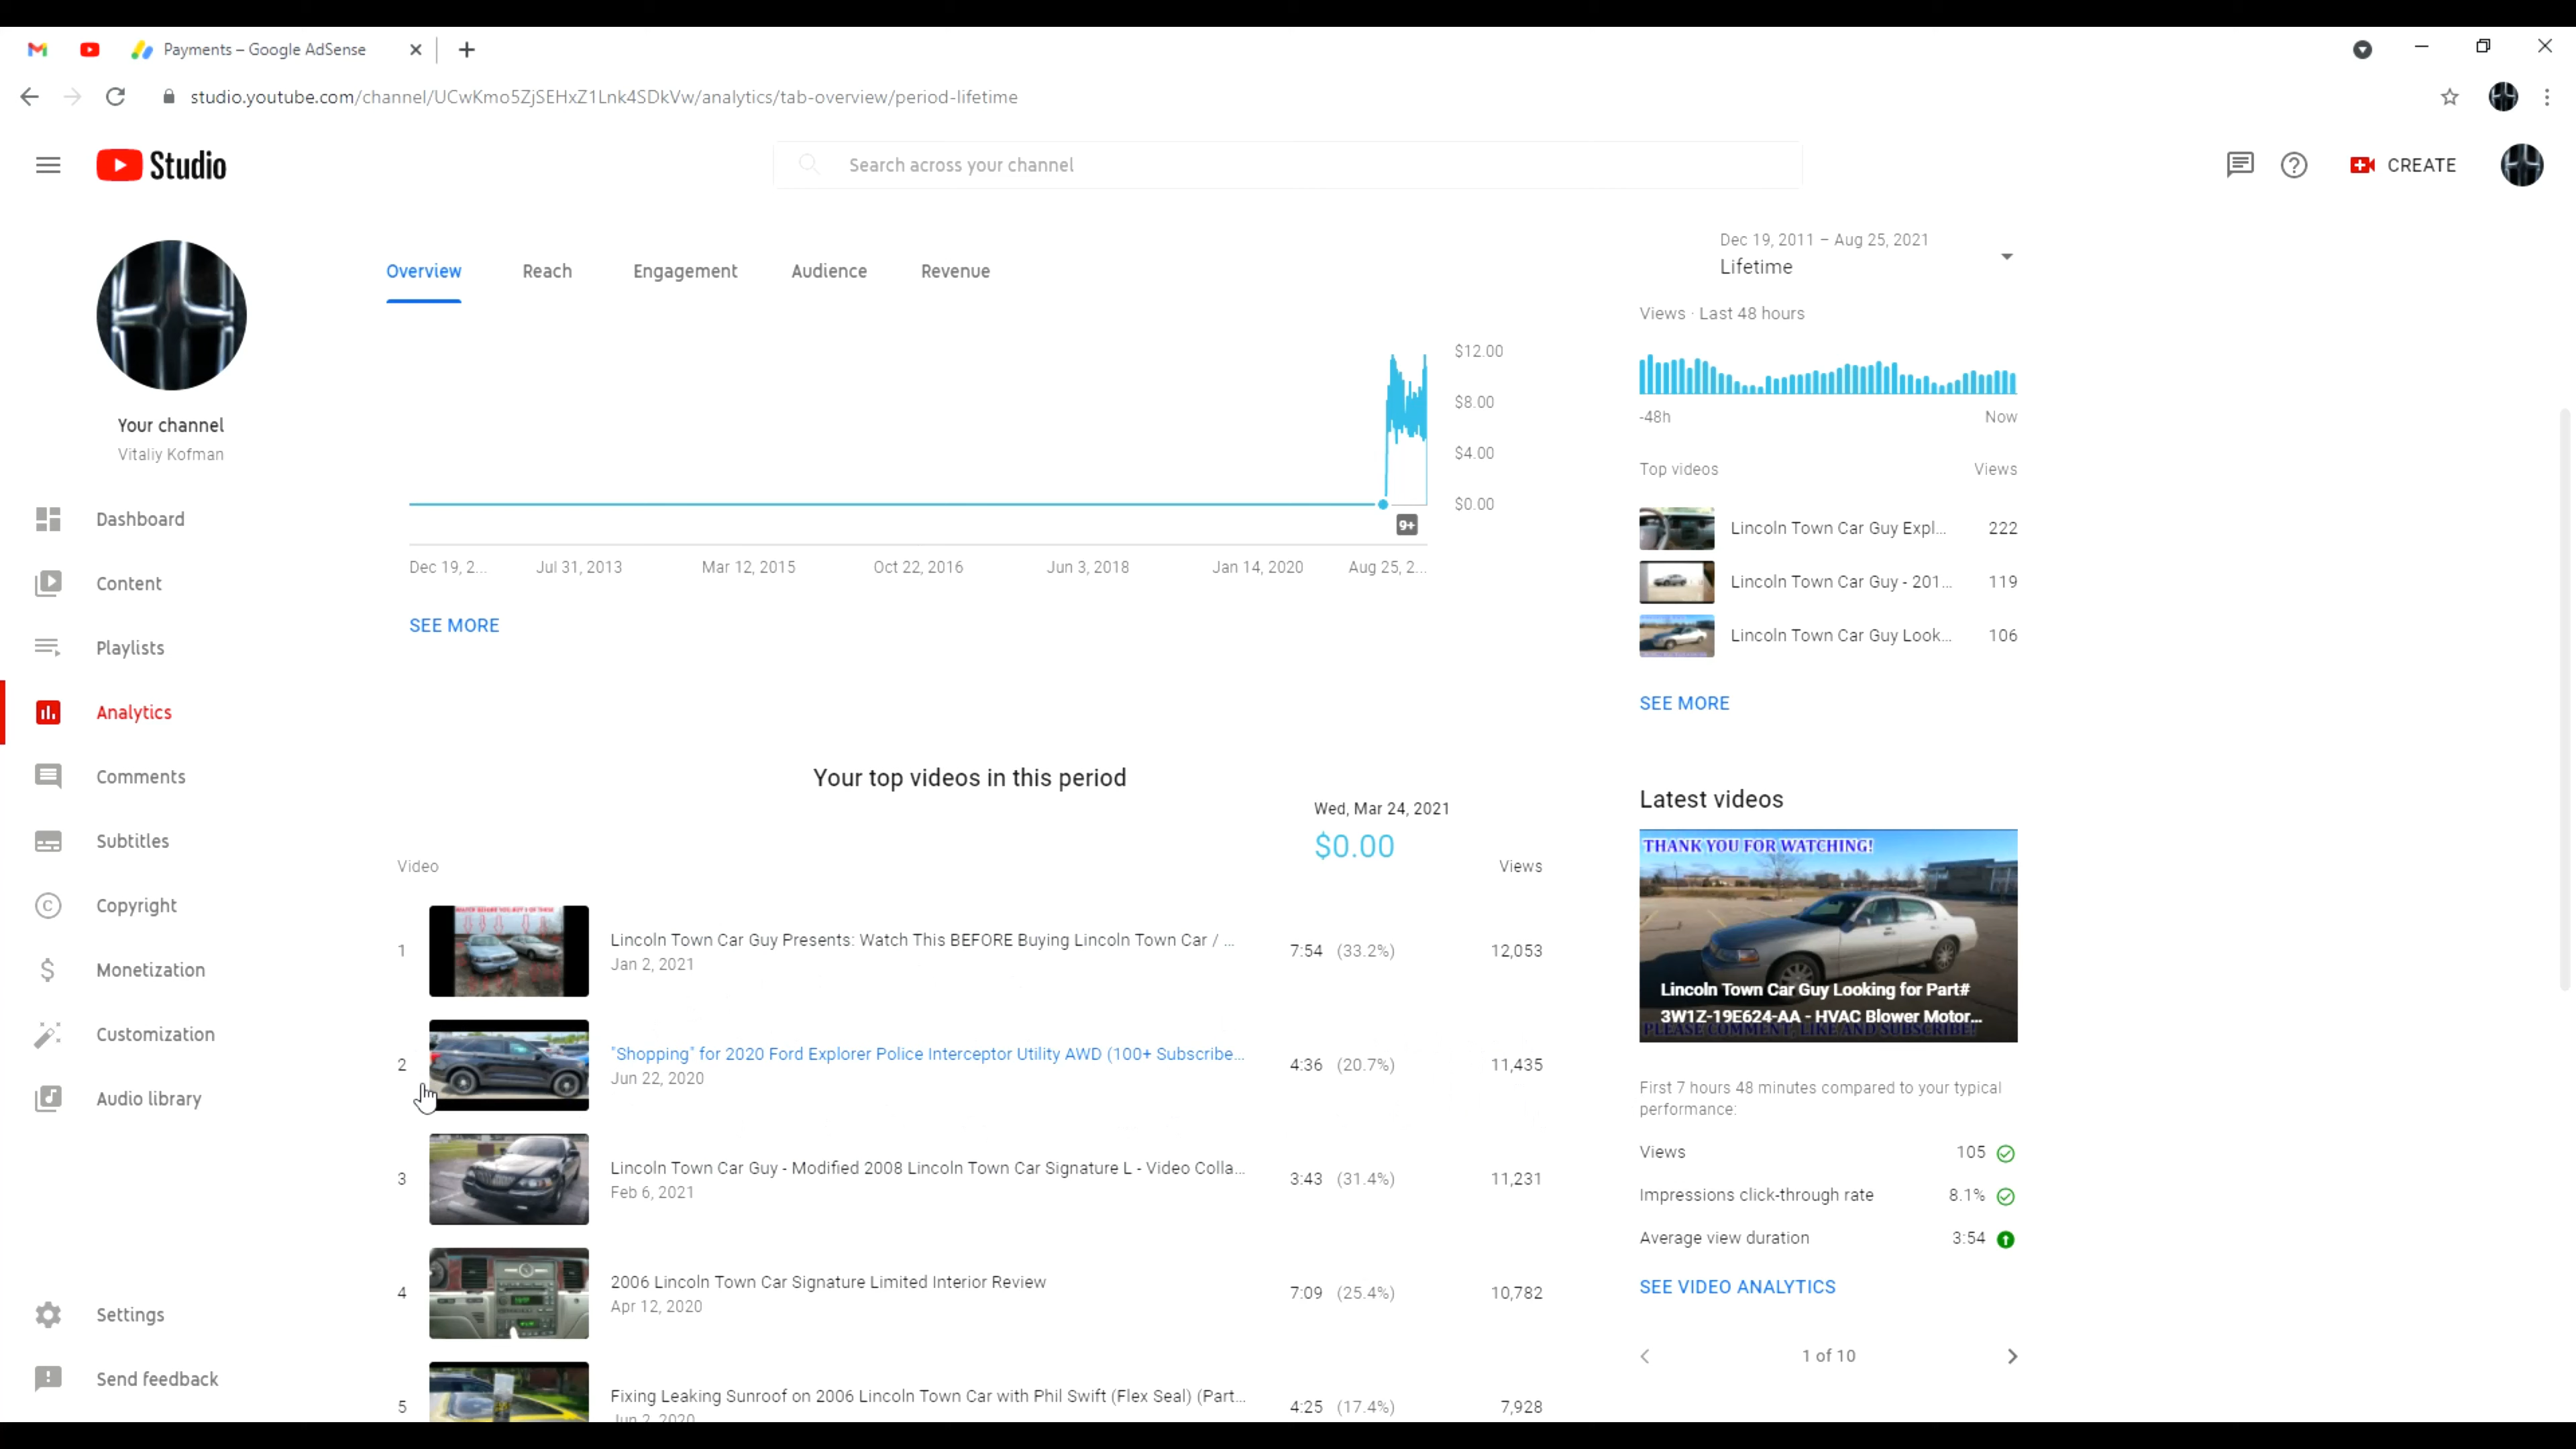 Payments – Google AdSense
studio.youtube.com/channel/UCwKmo5ZjSEHxZ1Lnk4SDkVw/analytics/tab-overview/period-lifetime
Studio
Search across your channel
CREATE
Your channel
Vitaliy Kofman
Dashboard
Content
Playlists
Analytics
Comments
Subtitles
Copyright
Monetization
Customization
Audio library
Settings
Send feedback
Overview Reach Engagement Audience Revenue
Dec 19, 2011 – Aug 25, 2021
Lifetime
$12.00
$8.00
$4.00
$0.00
9+
Dec 19, 2... Jul 31, 2013 Mar 12, 2015 Oct 22, 2016 Jun 3, 2018 Jan 14, 2020 Aug 25, 2...
SEE MORE
Your top videos in this period
Wed, Mar 24, 2021
$0.00
Video Views
1 Lincoln Town Car Guy Presents: Watch This BEFORE Buying Lincoln Town Car / ... 7:54 (33.2%) 12,053
Jan 2, 2021
2 "Shopping" for 2020 Ford Explorer Police Interceptor Utility AWD (100+ Subscribe... 4:36 (20.7%) 11,435
Jun 22, 2020
3 Lincoln Town Car Guy - Modified 2008 Lincoln Town Car Signature L - Video Colla... 3:43 (31.4%) 11,231
Feb 6, 2021
4 2006 Lincoln Town Car Signature Limited Interior Review 7:09 (25.4%) 10,782
Apr 12, 2020
5 Fixing Leaking Sunroof on 2006 Lincoln Town Car with Phil Swift (Flex Seal) (Part... 4:25 (17.4%) 7,928
Jun 2, 2020
Views · Last 48 hours
-48h Now
Top videos Views
Lincoln Town Car Guy Expl... 222
Lincoln Town Car Guy - 201... 119
Lincoln Town Car Guy Look... 106
SEE MORE
Latest videos
THANK YOU FOR WATCHING!
Lincoln Town Car Guy Looking for Part#
3W1Z-19E624-AA - HVAC Blower Motor...
PLEASE COMMENT, LIKE AND SUBSCRIBE!
First 7 hours 48 minutes compared to your typical
performance:
Views 105
Impressions click-through rate 8.1%
Average view duration 3:54
SEE VIDEO ANALYTICS
1 of 10